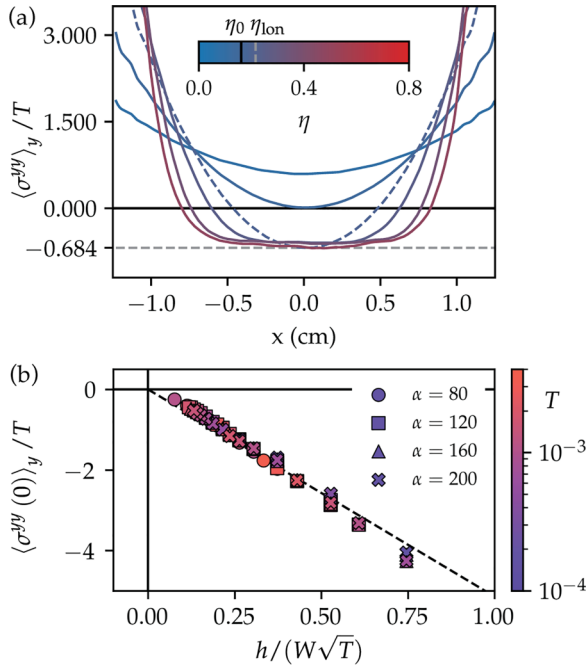 (a)
η₀ η_lon
3.000
1.500
0.000
−0.684
⟨σ^yy⟩_y / T
0.0 0.4 0.8
η
−1.0 −0.5 0.0 0.5 1.0
x (cm)
(b)
0
−2
−4
⟨σ^yy (0)⟩_y / T
α = 80
α = 120
α = 160
α = 200
T
10⁻³
10⁻⁴
0.00 0.25 0.50 0.75 1.00
h/(W√T)